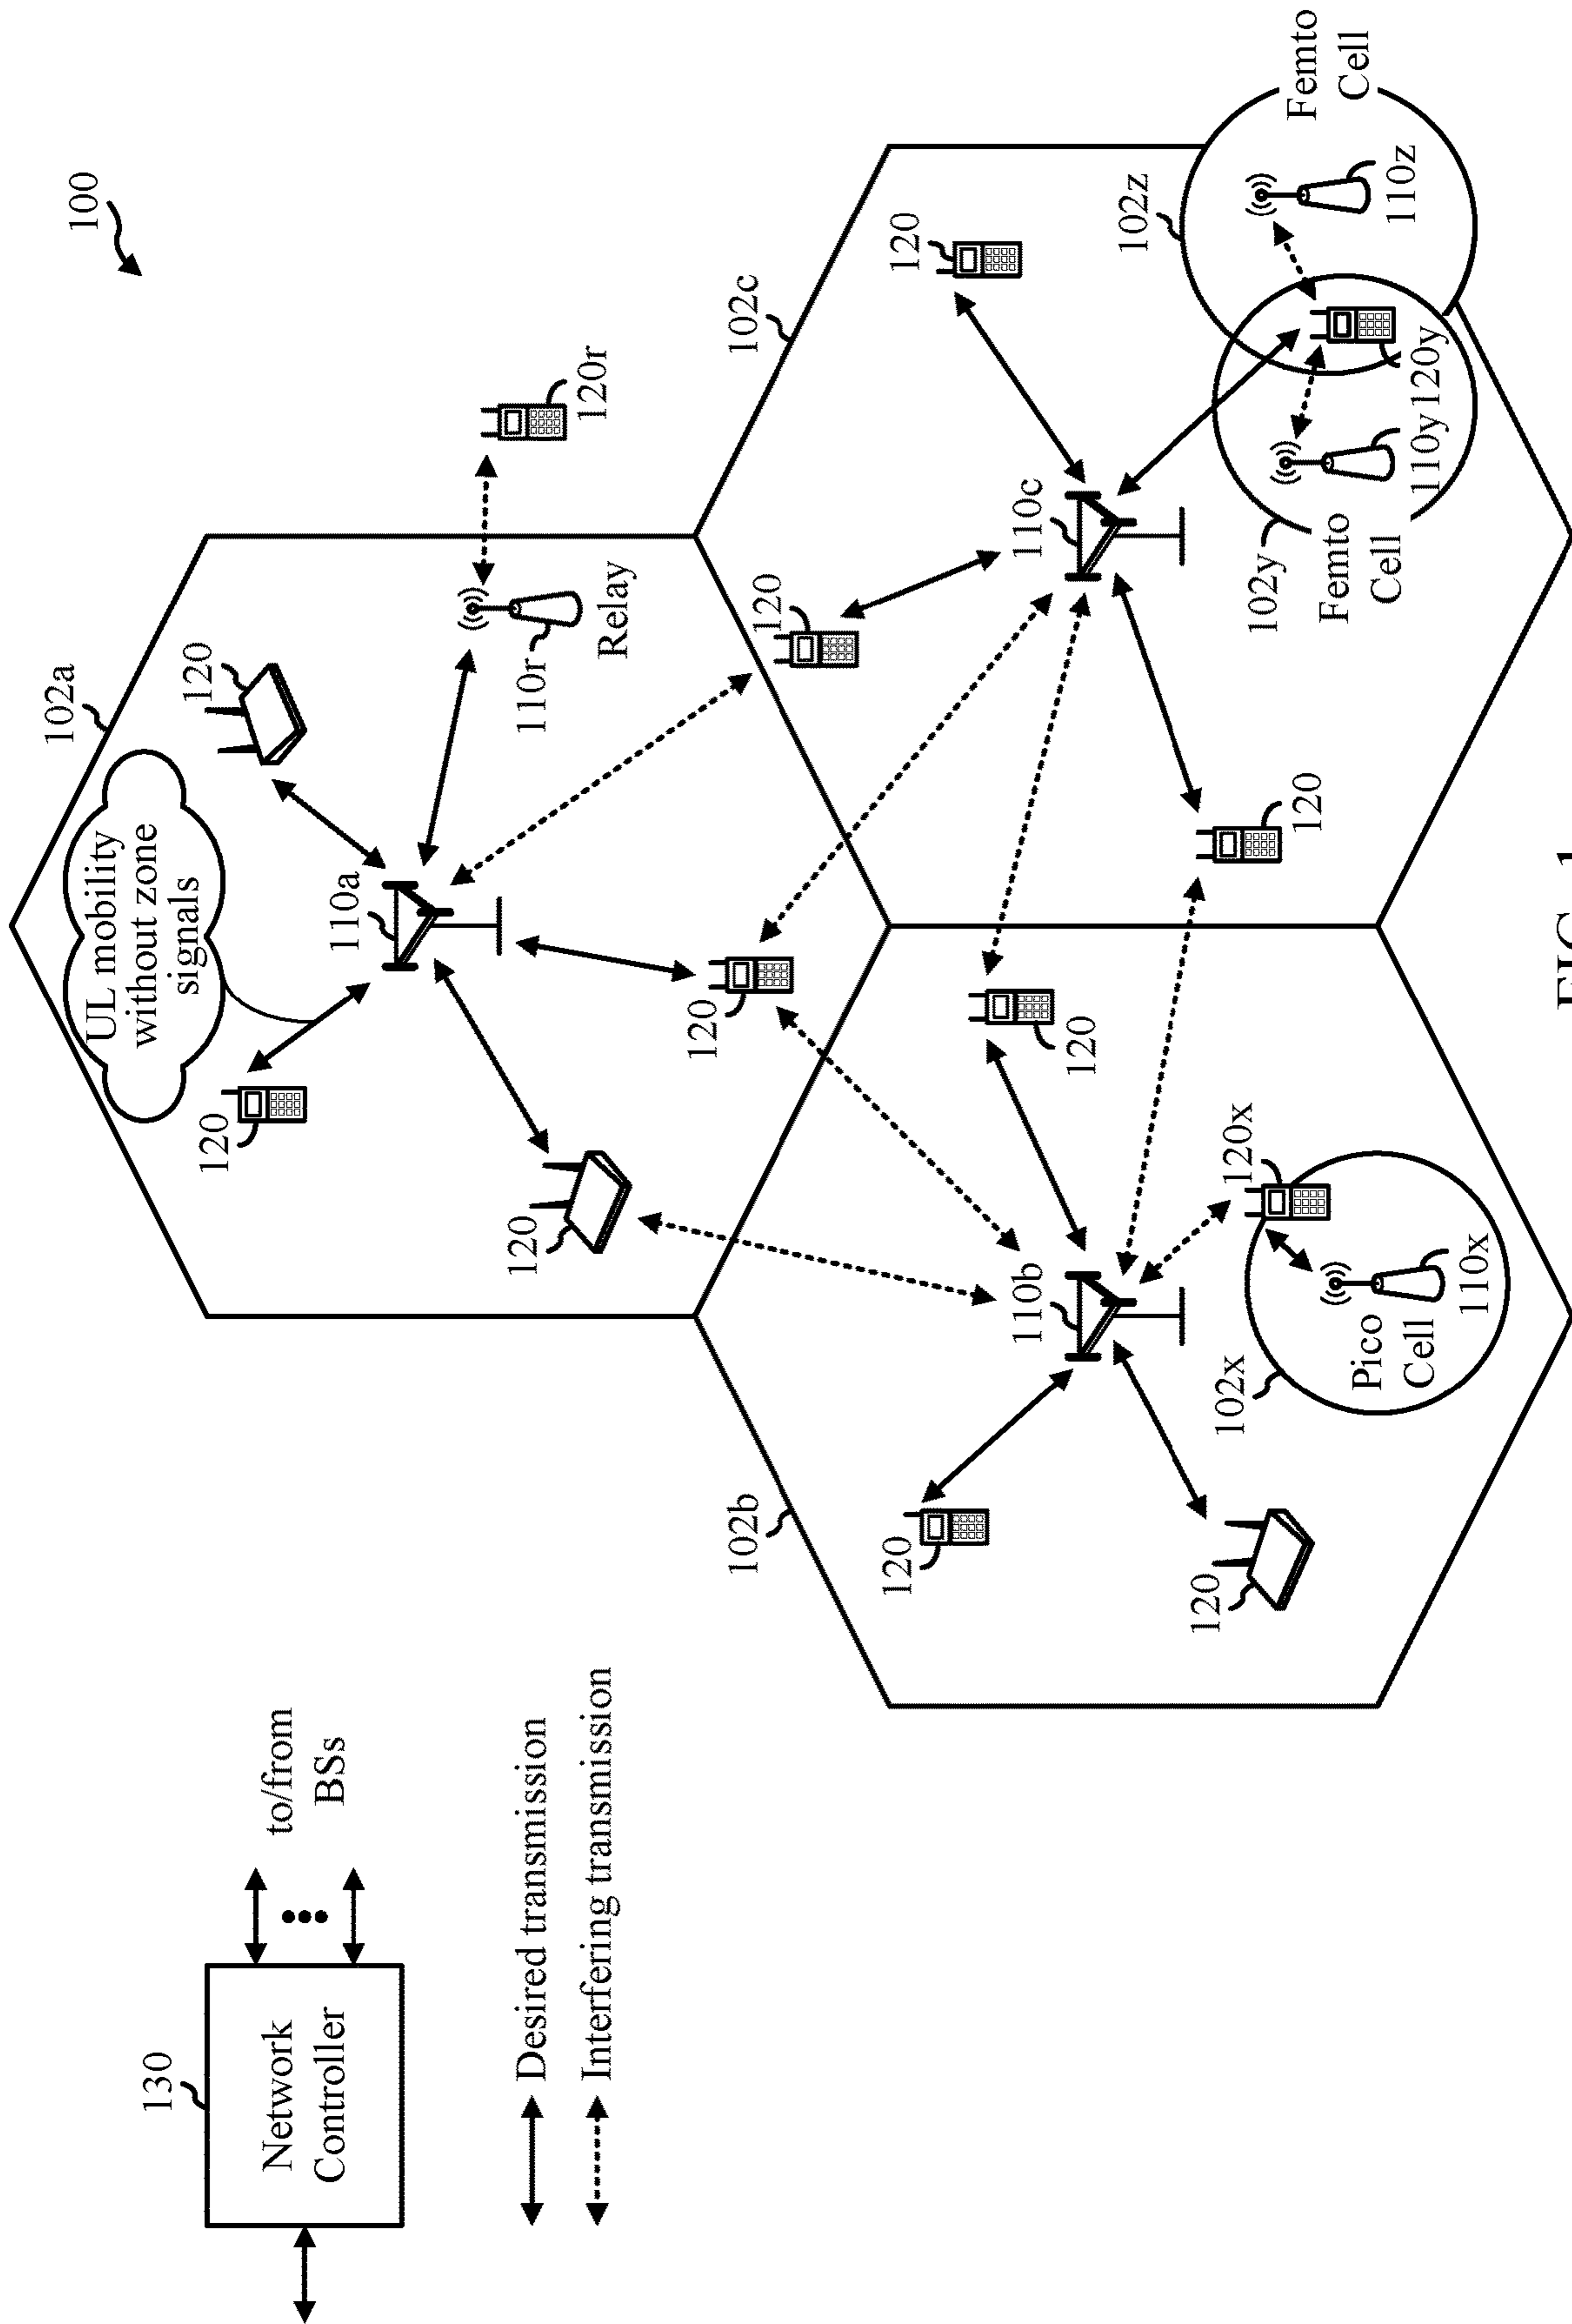 100
130
Network
Controller
to/from
BSs
Desired transmission
Interfering transmission
102a
UL mobility
without zone
signals
120
120
110a
120
120
110r
Relay
120r
102b
102c
120
120
120
110b
110c
120
120
120
120
102x
Pico
Cell
110x
120x
102y
Femto
Cell
110y
120y
102z
Femto
Cell
110z
FIG. 1